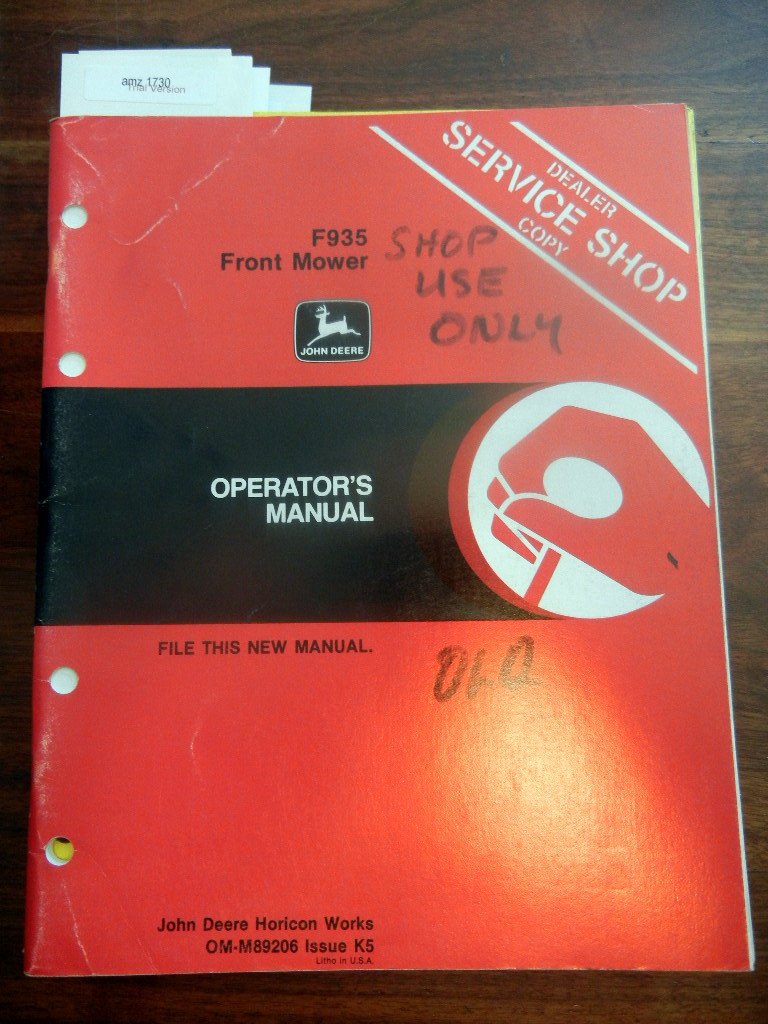 amz 1730
Trial Version
DEALER
SERVICE SHOP
COPY
F935
Front Mower
SHOP
USE
ONLY
JOHN DEERE
OPERATOR'S
MANUAL
FILE THIS NEW MANUAL.
OLD
John Deere Horicon Works
OM-M89206 Issue K5
Litho in U.S.A.